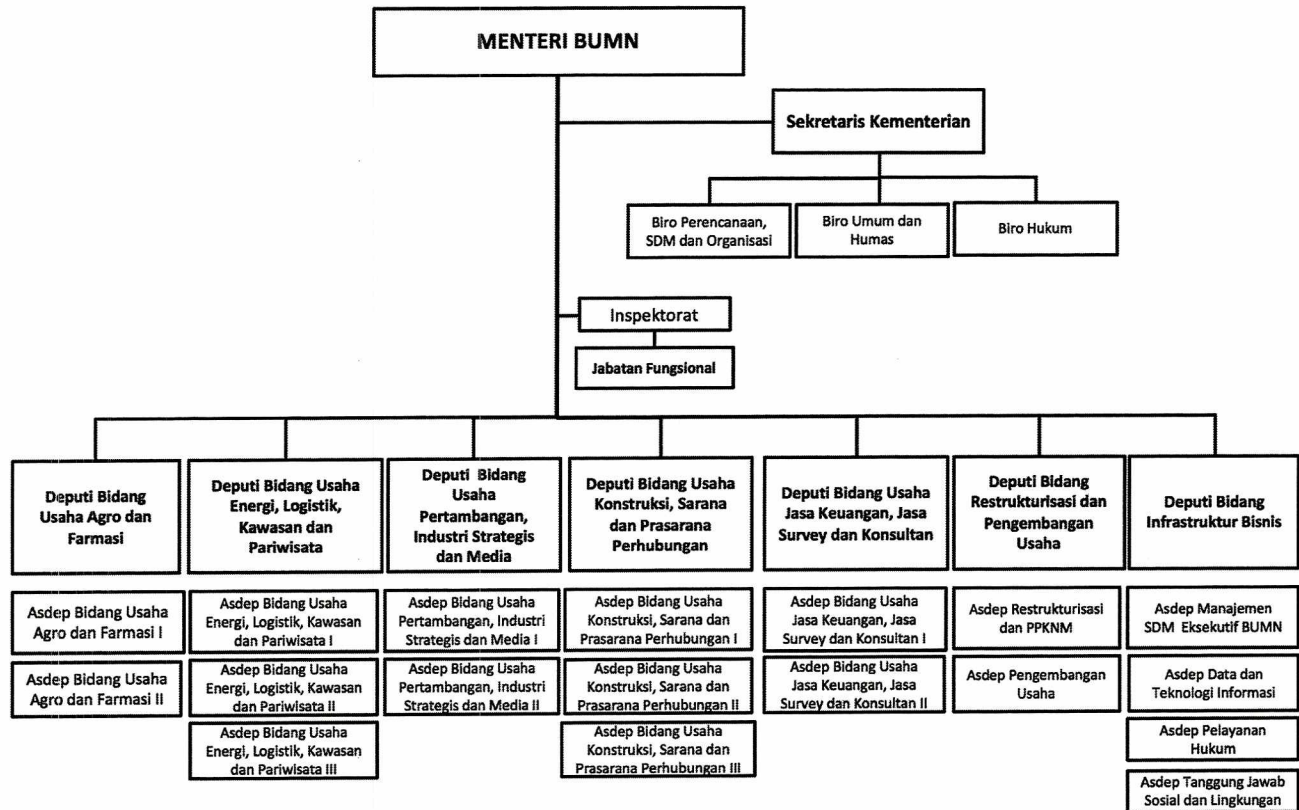 MENTERI BUMN
Sekretaris Kementerian
Biro Perencanaan,
SDM dan Organisasi
Biro Umum dan
Humas
Biro Hukum
Inspektorat
Jabatan Fungsional
Deputi Bidang
Usaha Agro dan
Farmasi
Deputi Bidang Usaha
Energi, Logistik,
Kawasan dan
Pariwisata
Deputi Bidang
Usaha
Pertambangan,
Industri Strategis
dan Media
Deputi Bidang Usaha
Konstruksi, Sarana
dan Prasarana
Perhubungan
Deputi Bidang Usaha
Jasa Keuangan, Jasa
Survey dan Konsultan
Deputi Bidang
Restrukturisasi dan
Pengembangan
Usaha
Deputi Bidang
Infrastruktur Bisnis
Asdep Bidang Usaha
Agro dan Farmasi I
Asdep Bidang Usaha
Energi, Logistik, Kawasan
dan Pariwisata I
Asdep Bidang Usaha
Pertambangan, Industri
Strategis dan Media I
Asdep Bidang Usaha
Konstruksi, Sarana dan
Prasarana Perhubungan I
Asdep Bidang Usaha
Jasa Keuangan, Jasa
Survey dan Konsultan I
Asdep Restrukturisasi
dan PPKNM
Asdep Manajemen
SDM Eksekutif BUMN
Asdep Bidang Usaha
Agro dan Farmasi II
Asdep Bidang Usaha
Energi, Logistik, Kawasan
dan Pariwisata II
Asdep Bidang Usaha
Pertambangan, Industri
Strategis dan Media II
Asdep Bidang Usaha
Konstruksi, Sarana dan
Prasarana Perhubungan II
Asdep Bidang Usaha
Jasa Keuangan, Jasa
Survey dan Konsultan II
Asdep Pengembangan
Usaha
Asdep Data dan
Teknologi Informasi
Asdep Bidang Usaha
Energi, Logistik, Kawasan
dan Pariwisata III
Asdep Bidang Usaha
Konstruksi, Sarana dan
Prasarana Perhubungan III
Asdep Pelayanan
Hukum
Asdep Tanggung Jawab
Sosial dan Lingkungan